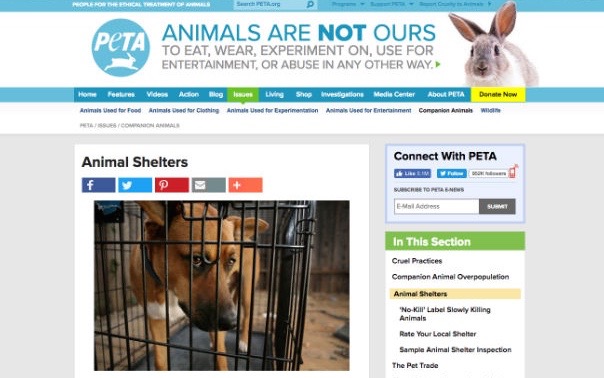 PEOPLE FOR THE ETHICAL TREATMENT OF ANIMALS
Search PETA.org
Programs
Support PETA
Report Cruelty to Animals
PETA
ANIMALS ARE NOT OURS
TO EAT, WEAR, EXPERIMENT ON, USE FOR
ENTERTAINMENT, OR ABUSE IN ANY OTHER WAY.
Home Features Videos Action Blog Issues Living Shop Investigations Media Center About PETA Donate Now
Animals Used for Food Animals Used for Clothing Animals Used for Experimentation Animals Used for Entertainment Companion Animals Wildlife
PETA / ISSUES / COMPANION ANIMALS
Animal Shelters
Connect With PETA
Like
Follow
followers
SUBSCRIBE TO PETA E-NEWS
E-Mail Address
SUBMIT
In This Section
Cruel Practices
Companion Animal Overpopulation
Animal Shelters
'No-Kill' Label Slowly Killing
Animals
Rate Your Local Shelter
Sample Animal Shelter Inspection
The Pet Trade